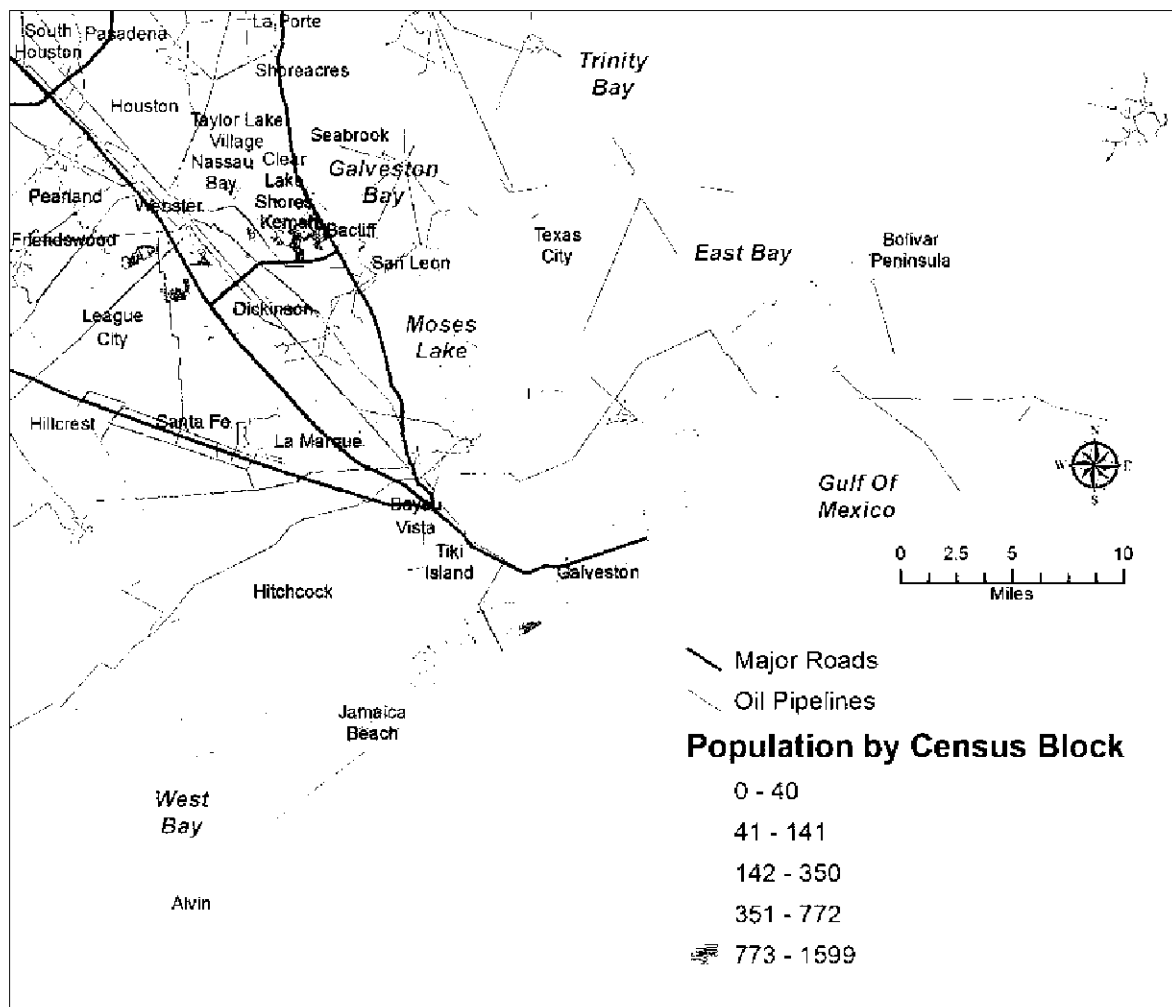 South
Houston
Pasadena
La Porte
Shoreacres
Trinity
Bay
Houston
Taylor Lake
Village
Nassau
Bay
Seabrook
Clear
Lake
Shores
Galveston
Bay
Pearland
Webster
Kemah
Bacliff
Friendswood
San Leon
Texas
City
East Bay
Bolivar
Peninsula
League
City
Dickinson
Moses
Lake
Hillcrest
Santa Fe
La Marque
Bayou
Vista
Tiki
Island
Galveston
Hitchcock
Gulf Of
Mexico
N
W
E
S
0 2.5 5 10
Miles
Jamaica
Beach
West
Bay
Alvin
Major Roads
Oil Pipelines
Population by Census Block
0 - 40
41 - 141
142 - 350
351 - 772
773 - 1599